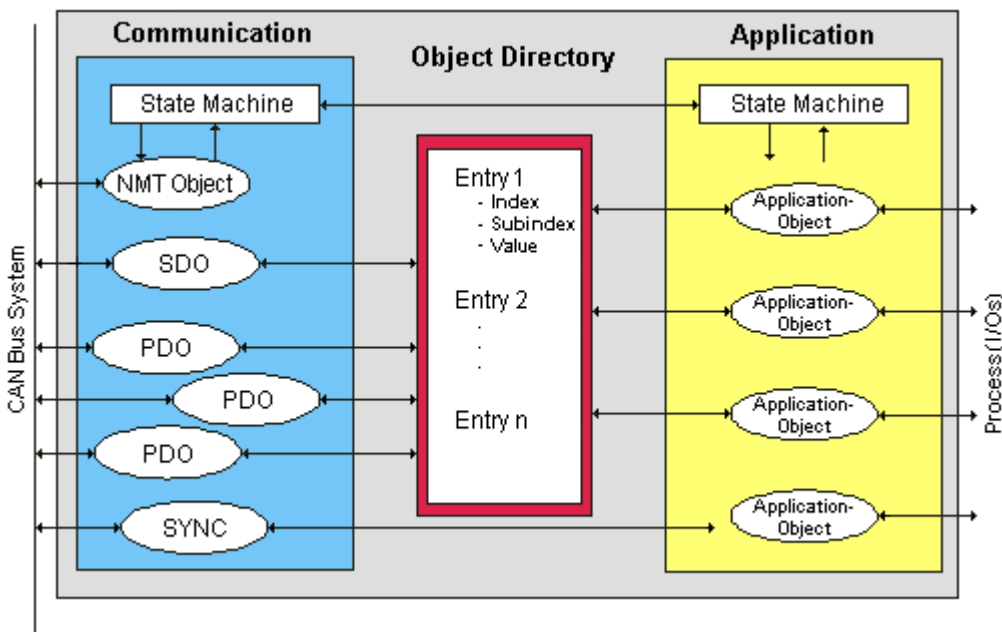 Communication
Object Directory
Application
State Machine
State Machine
NMT Object
SDO
PDO
PDO
PDO
SYNC
Entry 1
- Index
- Subindex
- Value
Entry 2
.
.
.
Entry n
Application-
Object
Application-
Object
Application-
Object
Application-
Object
CAN Bus System
Process(I/Os)